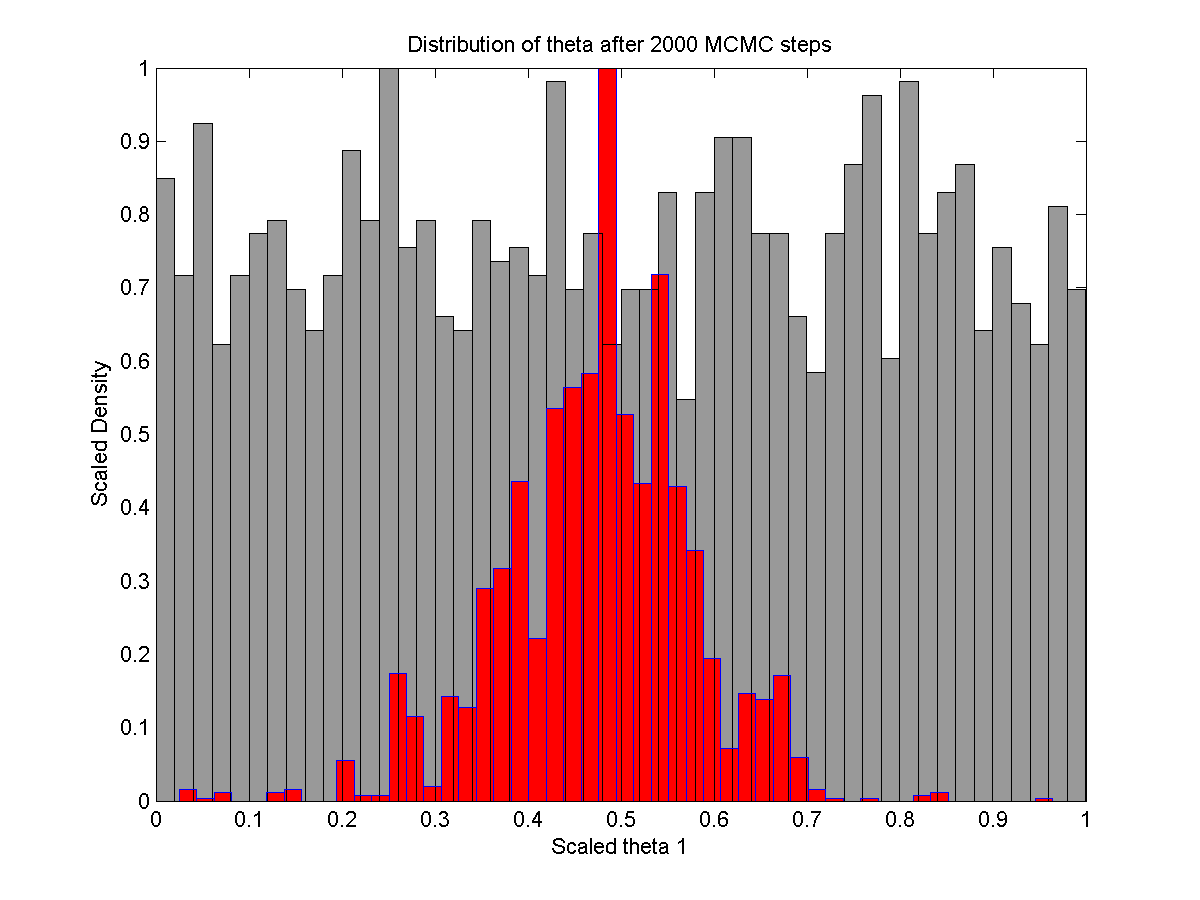 Distribution of theta after 2000 MCMC steps
1
0.9
0.8
0.7
0.6
0.5
0.4
0.3
0.2
0.1
0
Scaled Density
0 0.1 0.2 0.3 0.4 0.5 0.6 0.7 0.8 0.9 1
Scaled theta 1